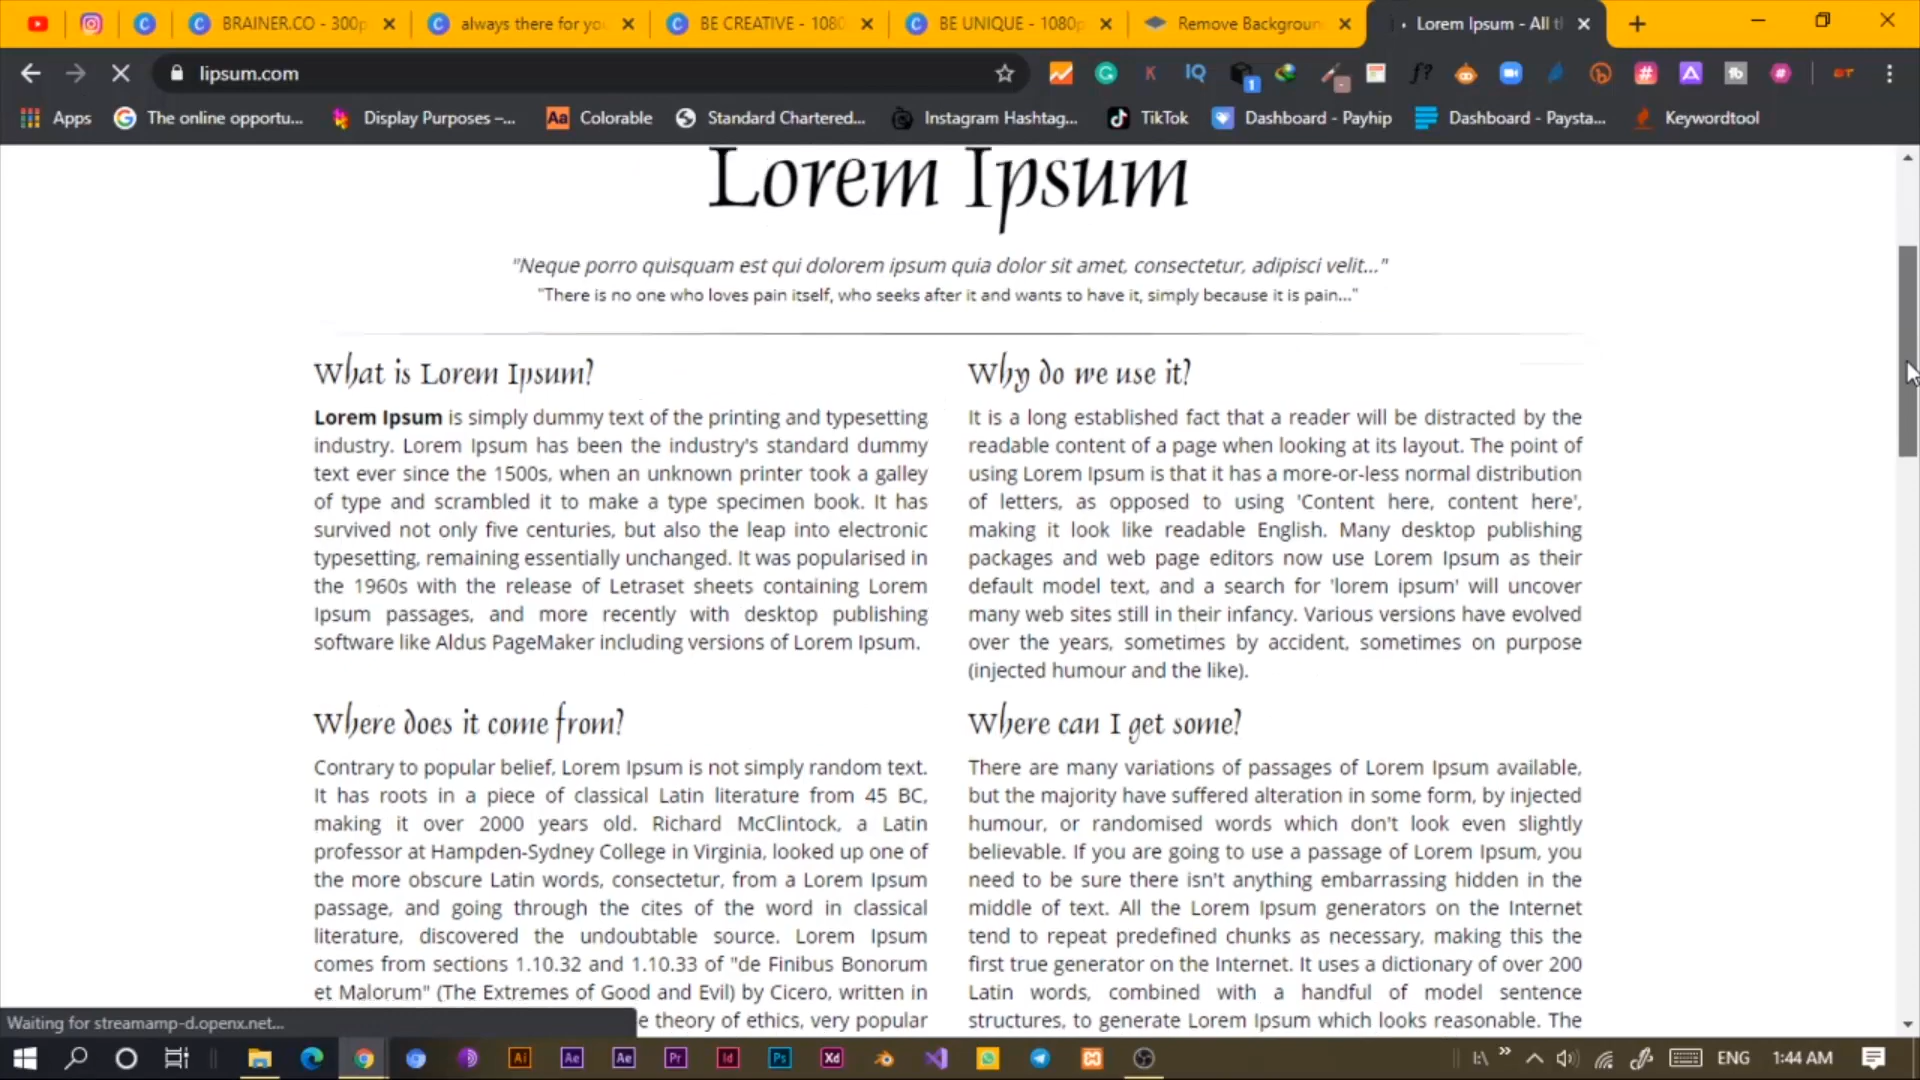 BRAINER.CO - 300p
always there for yo
BE CREATIVE - 1080
BE UNIQUE - 1080p
Remove Background
Lorem Ipsum - All t
lipsum.com
Apps
The online opportu...
Display Purposes –...
Aa Colorable
Standard Chartered...
Instagram Hashtag...
TikTok
Dashboard - Payhip
Dashboard - Paysta...
Keywordtool
Lorem Ipsum
"Neque porro quisquam est qui dolorem ipsum quia dolor sit amet, consectetur, adipisci velit..."
"There is no one who loves pain itself, who seeks after it and wants to have it, simply because it is pain..."
What is Lorem Ipsum?
Lorem Ipsum is simply dummy text of the printing and typesetting
industry. Lorem Ipsum has been the industry's standard dummy
text ever since the 1500s, when an unknown printer took a galley
of type and scrambled it to make a type specimen book. It has
survived not only five centuries, but also the leap into electronic
typesetting, remaining essentially unchanged. It was popularised in
the 1960s with the release of Letraset sheets containing Lorem
Ipsum passages, and more recently with desktop publishing
software like Aldus PageMaker including versions of Lorem Ipsum.
Why do we use it?
It is a long established fact that a reader will be distracted by the
readable content of a page when looking at its layout. The point of
using Lorem Ipsum is that it has a more-or-less normal distribution
of letters, as opposed to using 'Content here, content here',
making it look like readable English. Many desktop publishing
packages and web page editors now use Lorem Ipsum as their
default model text, and a search for 'lorem ipsum' will uncover
many web sites still in their infancy. Various versions have evolved
over the years, sometimes by accident, sometimes on purpose
(injected humour and the like).
Where does it come from?
Contrary to popular belief, Lorem Ipsum is not simply random text.
It has roots in a piece of classical Latin literature from 45 BC,
making it over 2000 years old. Richard McClintock, a Latin
professor at Hampden-Sydney College in Virginia, looked up one of
the more obscure Latin words, consectetur, from a Lorem Ipsum
passage, and going through the cites of the word in classical
literature, discovered the undoubtable source. Lorem Ipsum
comes from sections 1.10.32 and 1.10.33 of "de Finibus Bonorum
et Malorum" (The Extremes of Good and Evil) by Cicero, written in
e theory of ethics, very popular
Where can I get some?
There are many variations of passages of Lorem Ipsum available,
but the majority have suffered alteration in some form, by injected
humour, or randomised words which don't look even slightly
believable. If you are going to use a passage of Lorem Ipsum, you
need to be sure there isn't anything embarrassing hidden in the
middle of text. All the Lorem Ipsum generators on the Internet
tend to repeat predefined chunks as necessary, making this the
first true generator on the Internet. It uses a dictionary of over 200
Latin words, combined with a handful of model sentence
structures, to generate Lorem Ipsum which looks reasonable. The
Waiting for streamamp-d.openx.net...
Ai
Ae
Ae
Pr
Id
Ps
Xd
ENG
1:44 AM